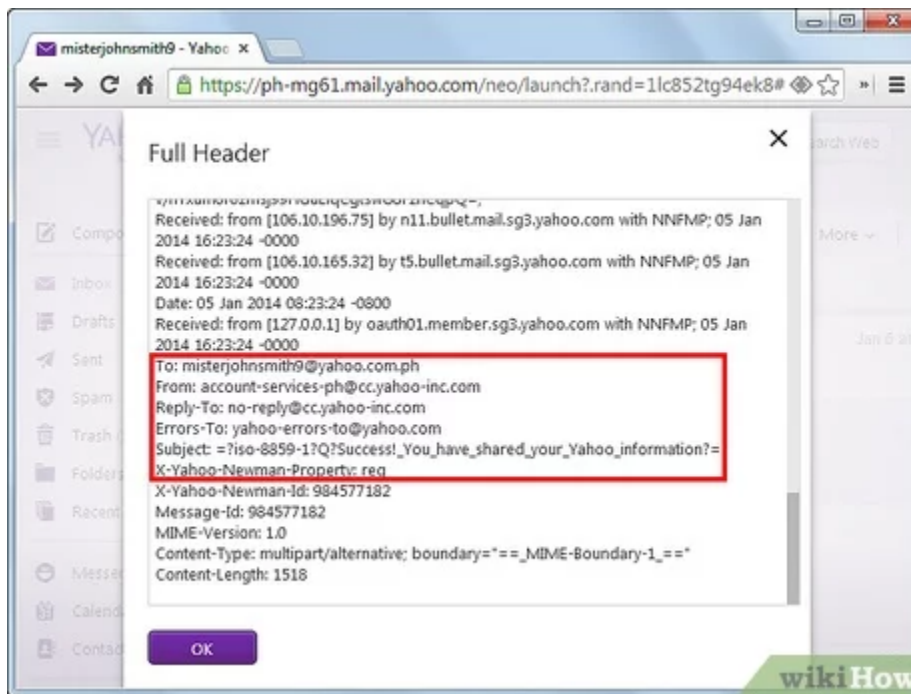 misterjohnsmith9 - Yahoo
https://ph-mg61.mail.yahoo.com/neo/launch?.rand=1lc852tg94ek8#
Full Header
Search Web
Received: from [106.10.196.75] by n11.bullet.mail.sg3.yahoo.com with NNFMP; 05 Jan
2014 16:23:24 -0000
Received: from [106.10.165.32] by t5.bullet.mail.sg3.yahoo.com with NNFMP; 05 Jan
2014 16:23:24 -0000
Date: 05 Jan 2014 08:23:24 -0800
Received: from [127.0.0.1] by oauth01.member.sg3.yahoo.com with NNFMP; 05 Jan
2014 16:23:24 -0000
To: misterjohnsmith9@yahoo.com.ph
From: account-services-ph@cc.yahoo-inc.com
Reply-To: no-reply@cc.yahoo-inc.com
Errors-To: yahoo-errors-to@yahoo.com
Subject: =?iso-8859-1?Q?Success!_You_have_shared_your_Yahoo_information?=
X-Yahoo-Newman-Property: reg
X-Yahoo-Newman-Id: 984577182
Message-Id: 984577182
MIME-Version: 1.0
Content-Type: multipart/alternative; boundary="==_MIME-Boundary-1_=="
Content-Length: 1518
OK
YA
Compo
Inbox
Drafts
Sent
Spam
Trash
Folders
Recent
Messe
Calend
Contac
More
Jan 6 a
wikiHow